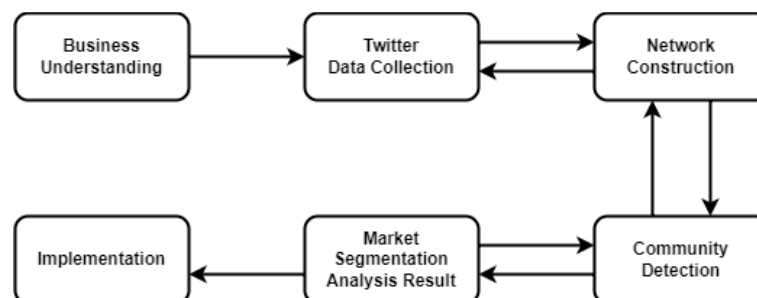 Business
Understanding
Twitter
Data Collection
Network
Construction
Implementation
Market
Segmentation
Analysis Result
Community
Detection